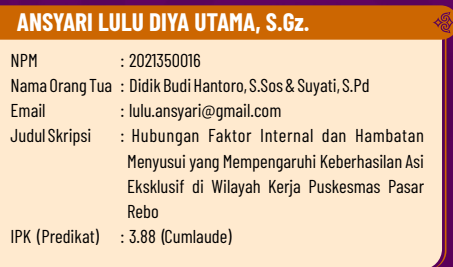 ANSYARI LULU DIYA UTAMA, S.Gz.
NPM : 2021350016
Nama Orang Tua : Didik Budi Hantoro, S.Sos & Suyati, S.Pd
Email : lulu.ansyari@gmail.com
Judul Skripsi : Hubungan Faktor Internal dan Hambatan
Menyusui yang Mempengaruhi Keberhasilan Asi
Eksklusif di Wilayah Kerja Puskesmas Pasar
Rebo
IPK (Predikat) : 3.88 (Cumlaude)